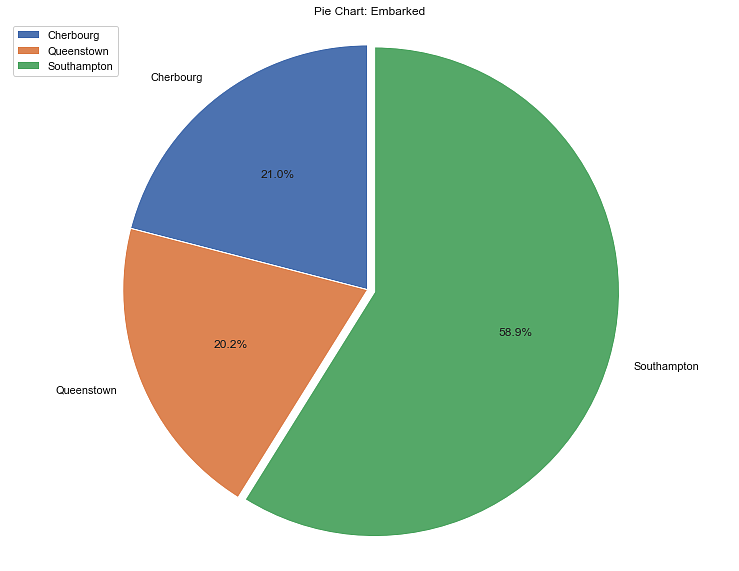 Pie Chart: Embarked
Cherbourg
Queenstown
Southampton
Cherbourg
21.0%
20.2%
58.9%
Southampton
Queenstown